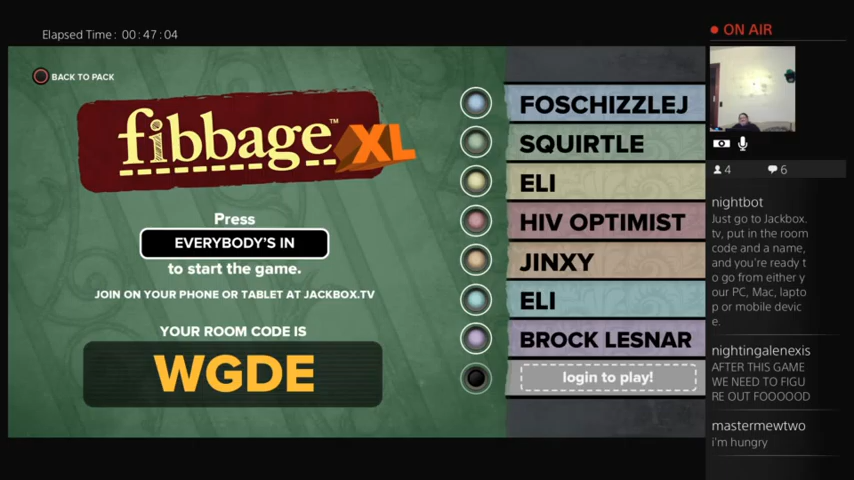 Elapsed Time : 00:47:04
ON AIR
BACK TO PACK
fibbage™ XL
Press
EVERYBODY'S IN
to start the game.
JOIN ON YOUR PHONE OR TABLET AT JACKBOX.TV
YOUR ROOM CODE IS
WGDE
FOSCHIZZLEJ
SQUIRTLE
ELI
HIV OPTIMIST
JINXY
ELI
BROCK LESNAR
login to play!
4
6
nightbot
Just go to Jackbox.
tv, put in the room
code and a name,
and you're ready t
o go from either y
our PC, Mac, lapto
p or mobile devic
e.
nightingalenexis
AFTER THIS GAME
WE NEED TO FIGU
RE OUT FOOOOOD
mastermewtwo
i'm hungry